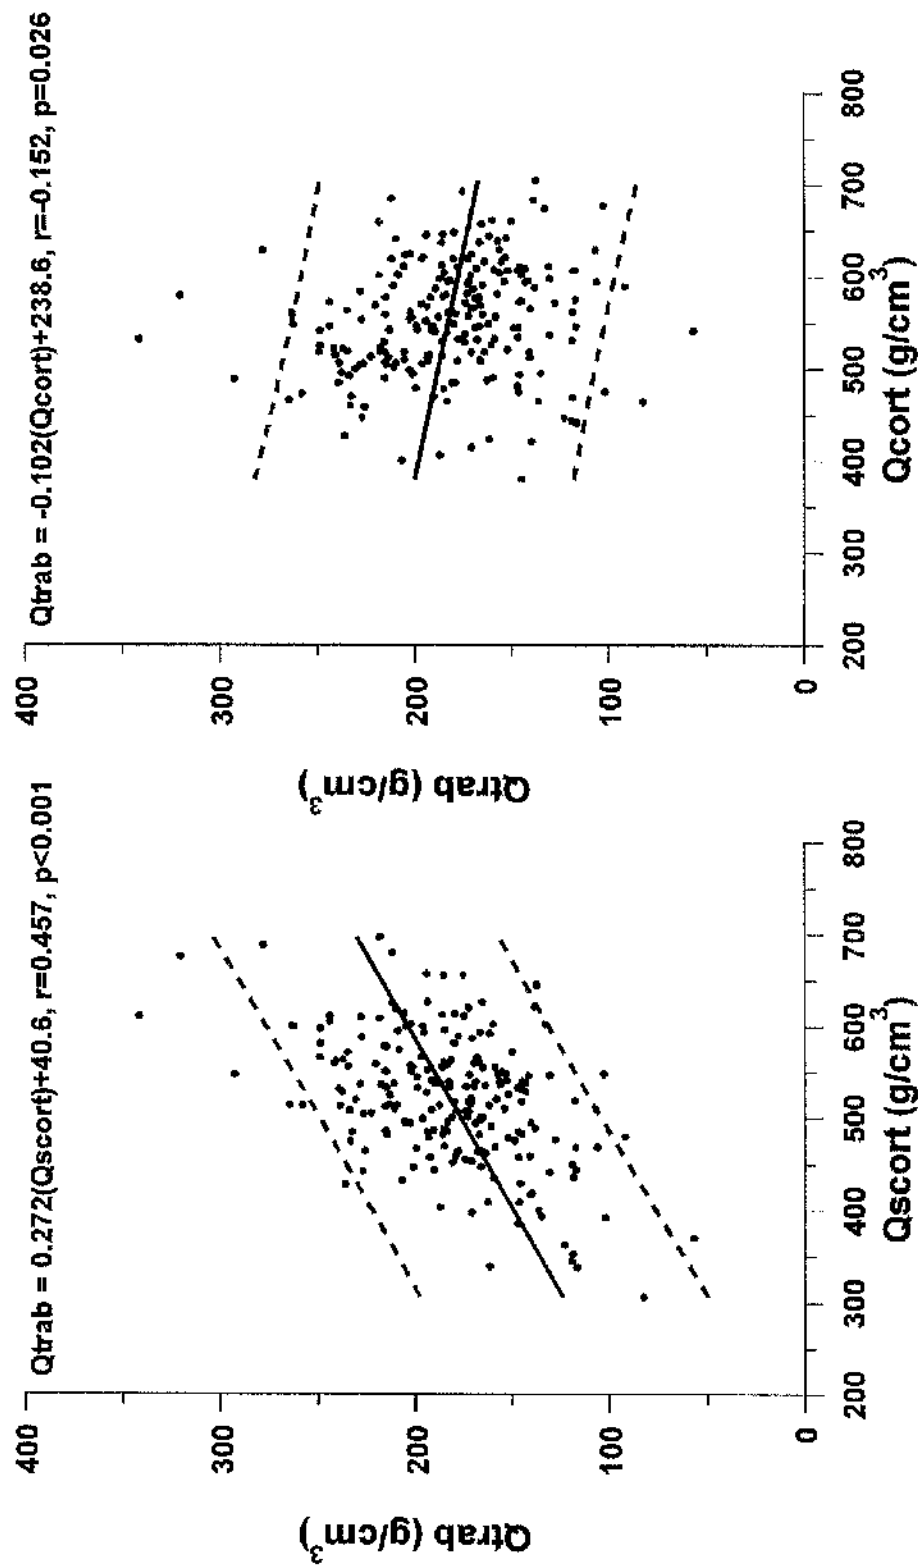 Qtrab = 0.272(Qscort)+40.6, r=0.457, p<0.001
400
300
200
100
0
Qtrab (g/cm³)
200 300 400 500 600 700 800
Qscort (g/cm³)
Qtrab = -0.102(Qcort)+238.6, r=-0.152, p=0.026
400
300
200
100
0
Qtrab (g/cm³)
200 300 400 500 600 700 800
Qcort (g/cm³)